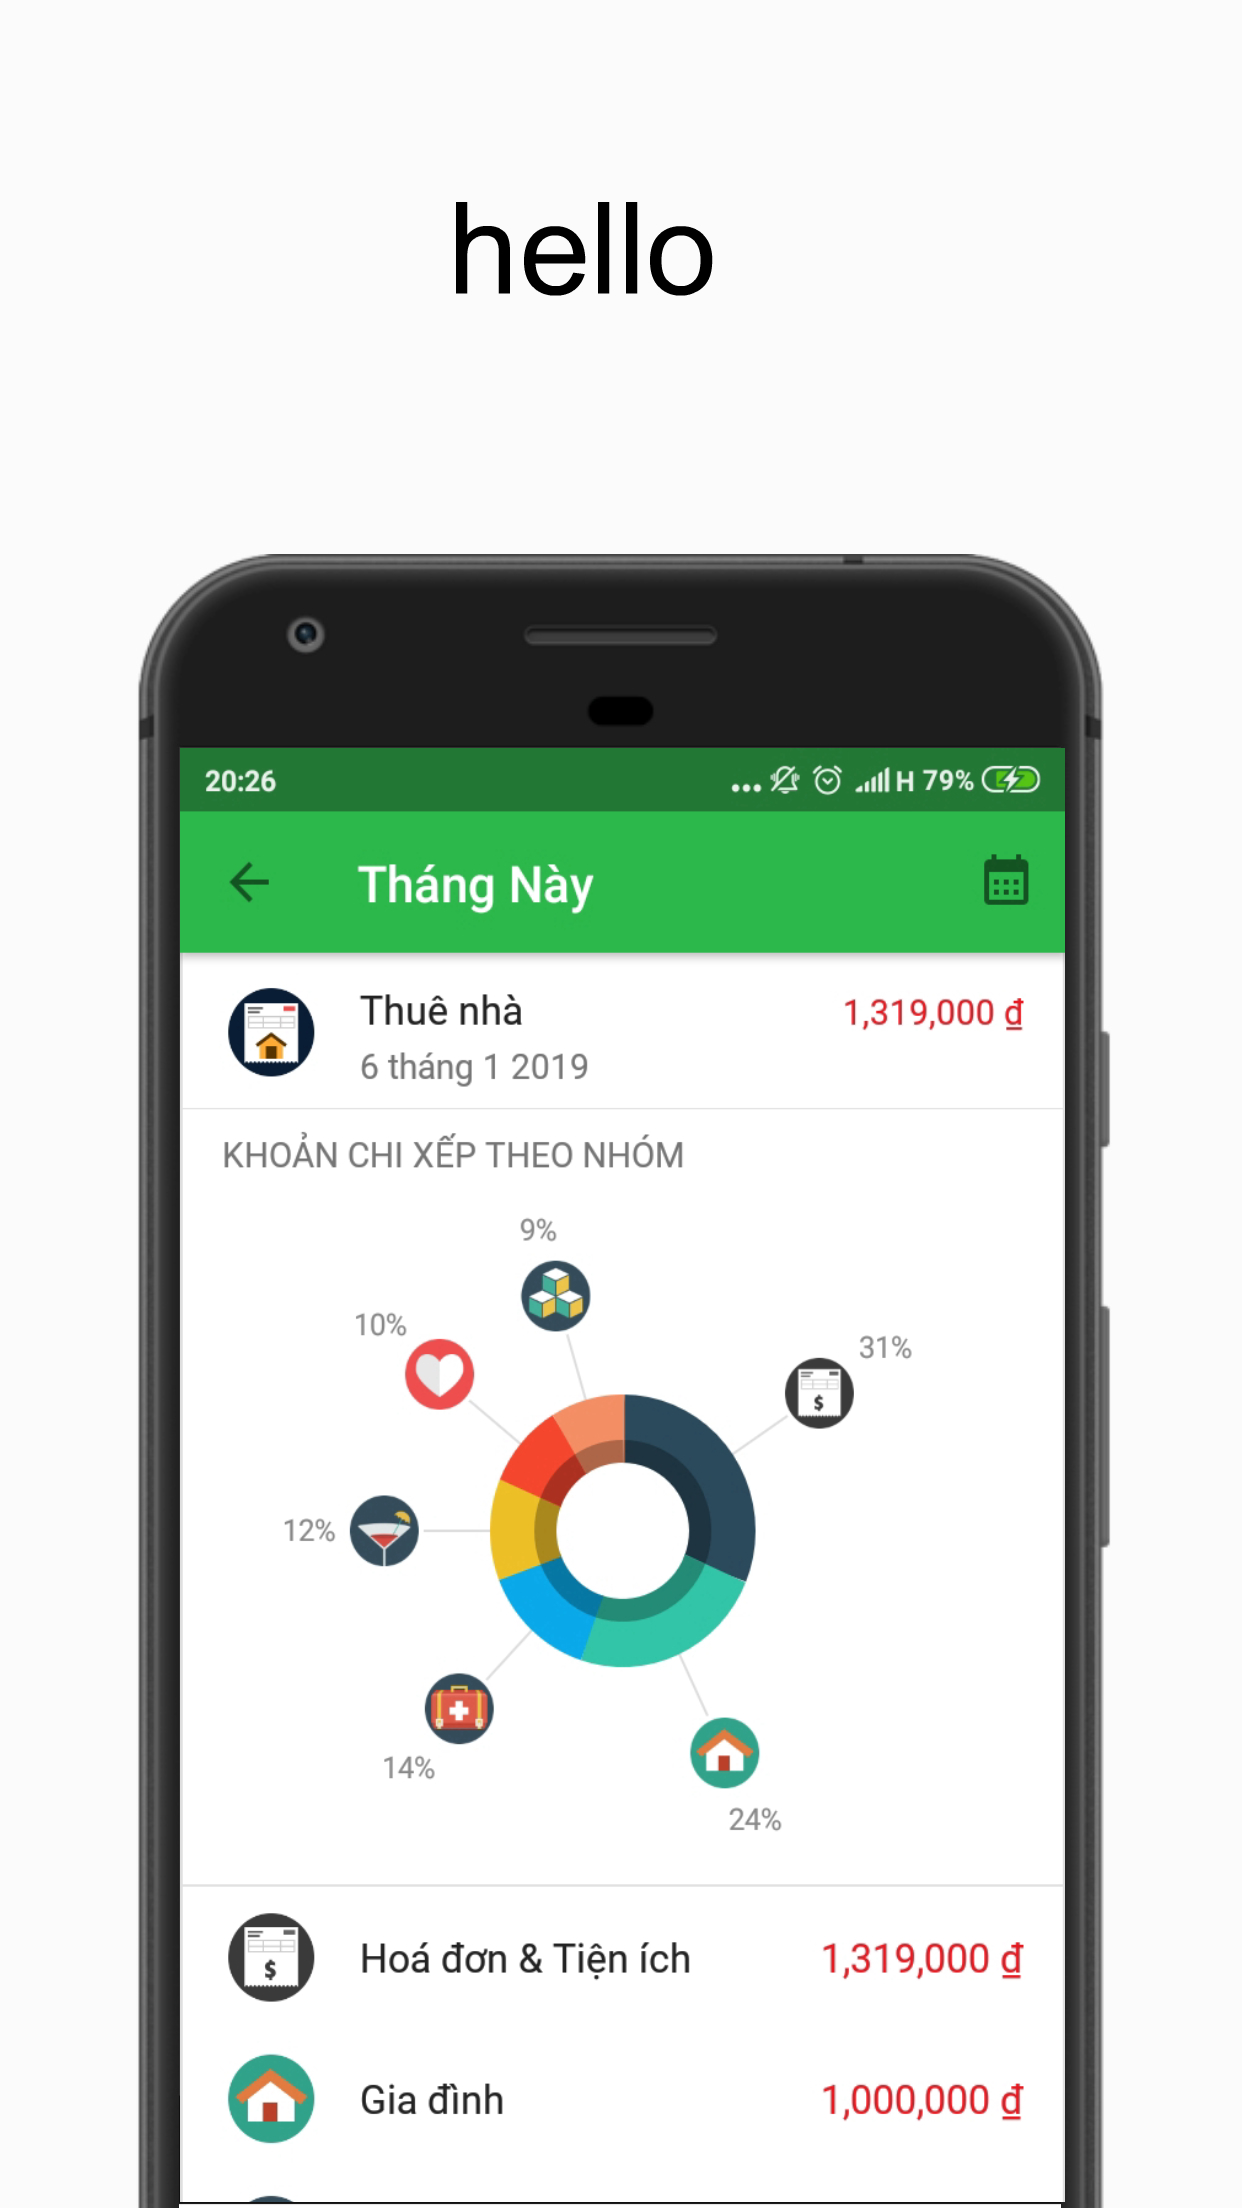 hello
20:26
... H 79%
Tháng Này
Thuê nhà 1,319,000 ₫
6 tháng 1 2019
KHOẢN CHI XẾP THEO NHÓM
9%
10%
31%
$
12%
14%
24%
$
Hoá đơn & Tiện ích 1,319,000 ₫
Gia đình 1,000,000 ₫